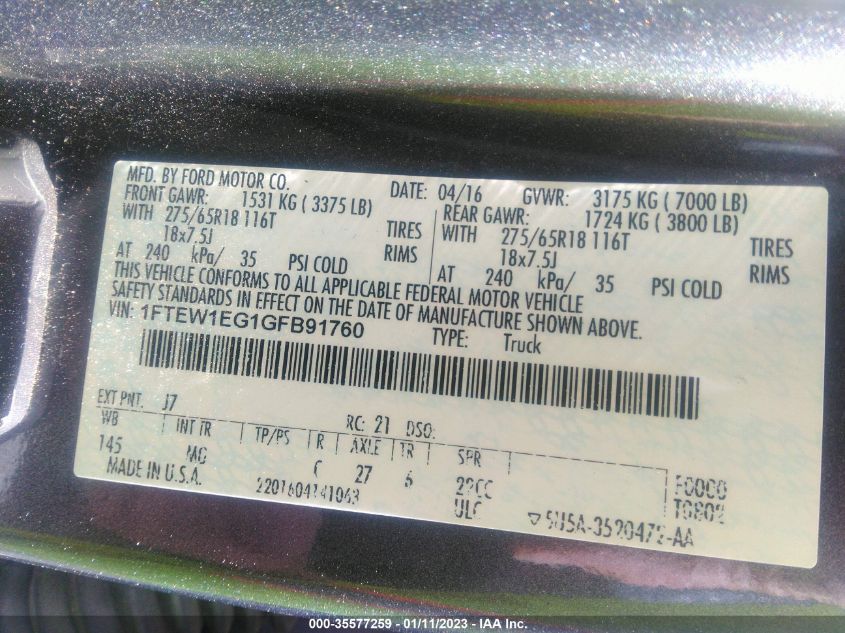 MFD. BY FORD MOTOR CO. DATE: 04/16 GVWR: 3175 KG ( 7000 LB)
FRONT GAWR: 1531 KG ( 3375 LB) REAR GAWR: 1724 KG ( 3800 LB)
WITH 275/65R18 116T TIRES WITH 275/65R18 116T TIRES
18x7.5J RIMS 18x7.5J RIMS
AT 240 kPa/ 35 PSI COLD AT 240 kPa/ 35 PSI COLD
THIS VEHICLE CONFORMS TO ALL APPLICABLE FEDERAL MOTOR VEHICLE
SAFETY STANDARDS IN EFFECT ON THE DATE OF MANUFACTURE SHOWN ABOVE.
VIN: 1FTEW1EG1GFB91760 TYPE: Truck
EXT PNT. J7 RC: 21 DSO:
WB INT TR TP/PS R AXLE TR SPR
145 MG 27 6
MADE IN U.S.A.
000-35577259 - 01/11/2023 - © IAA Inc.